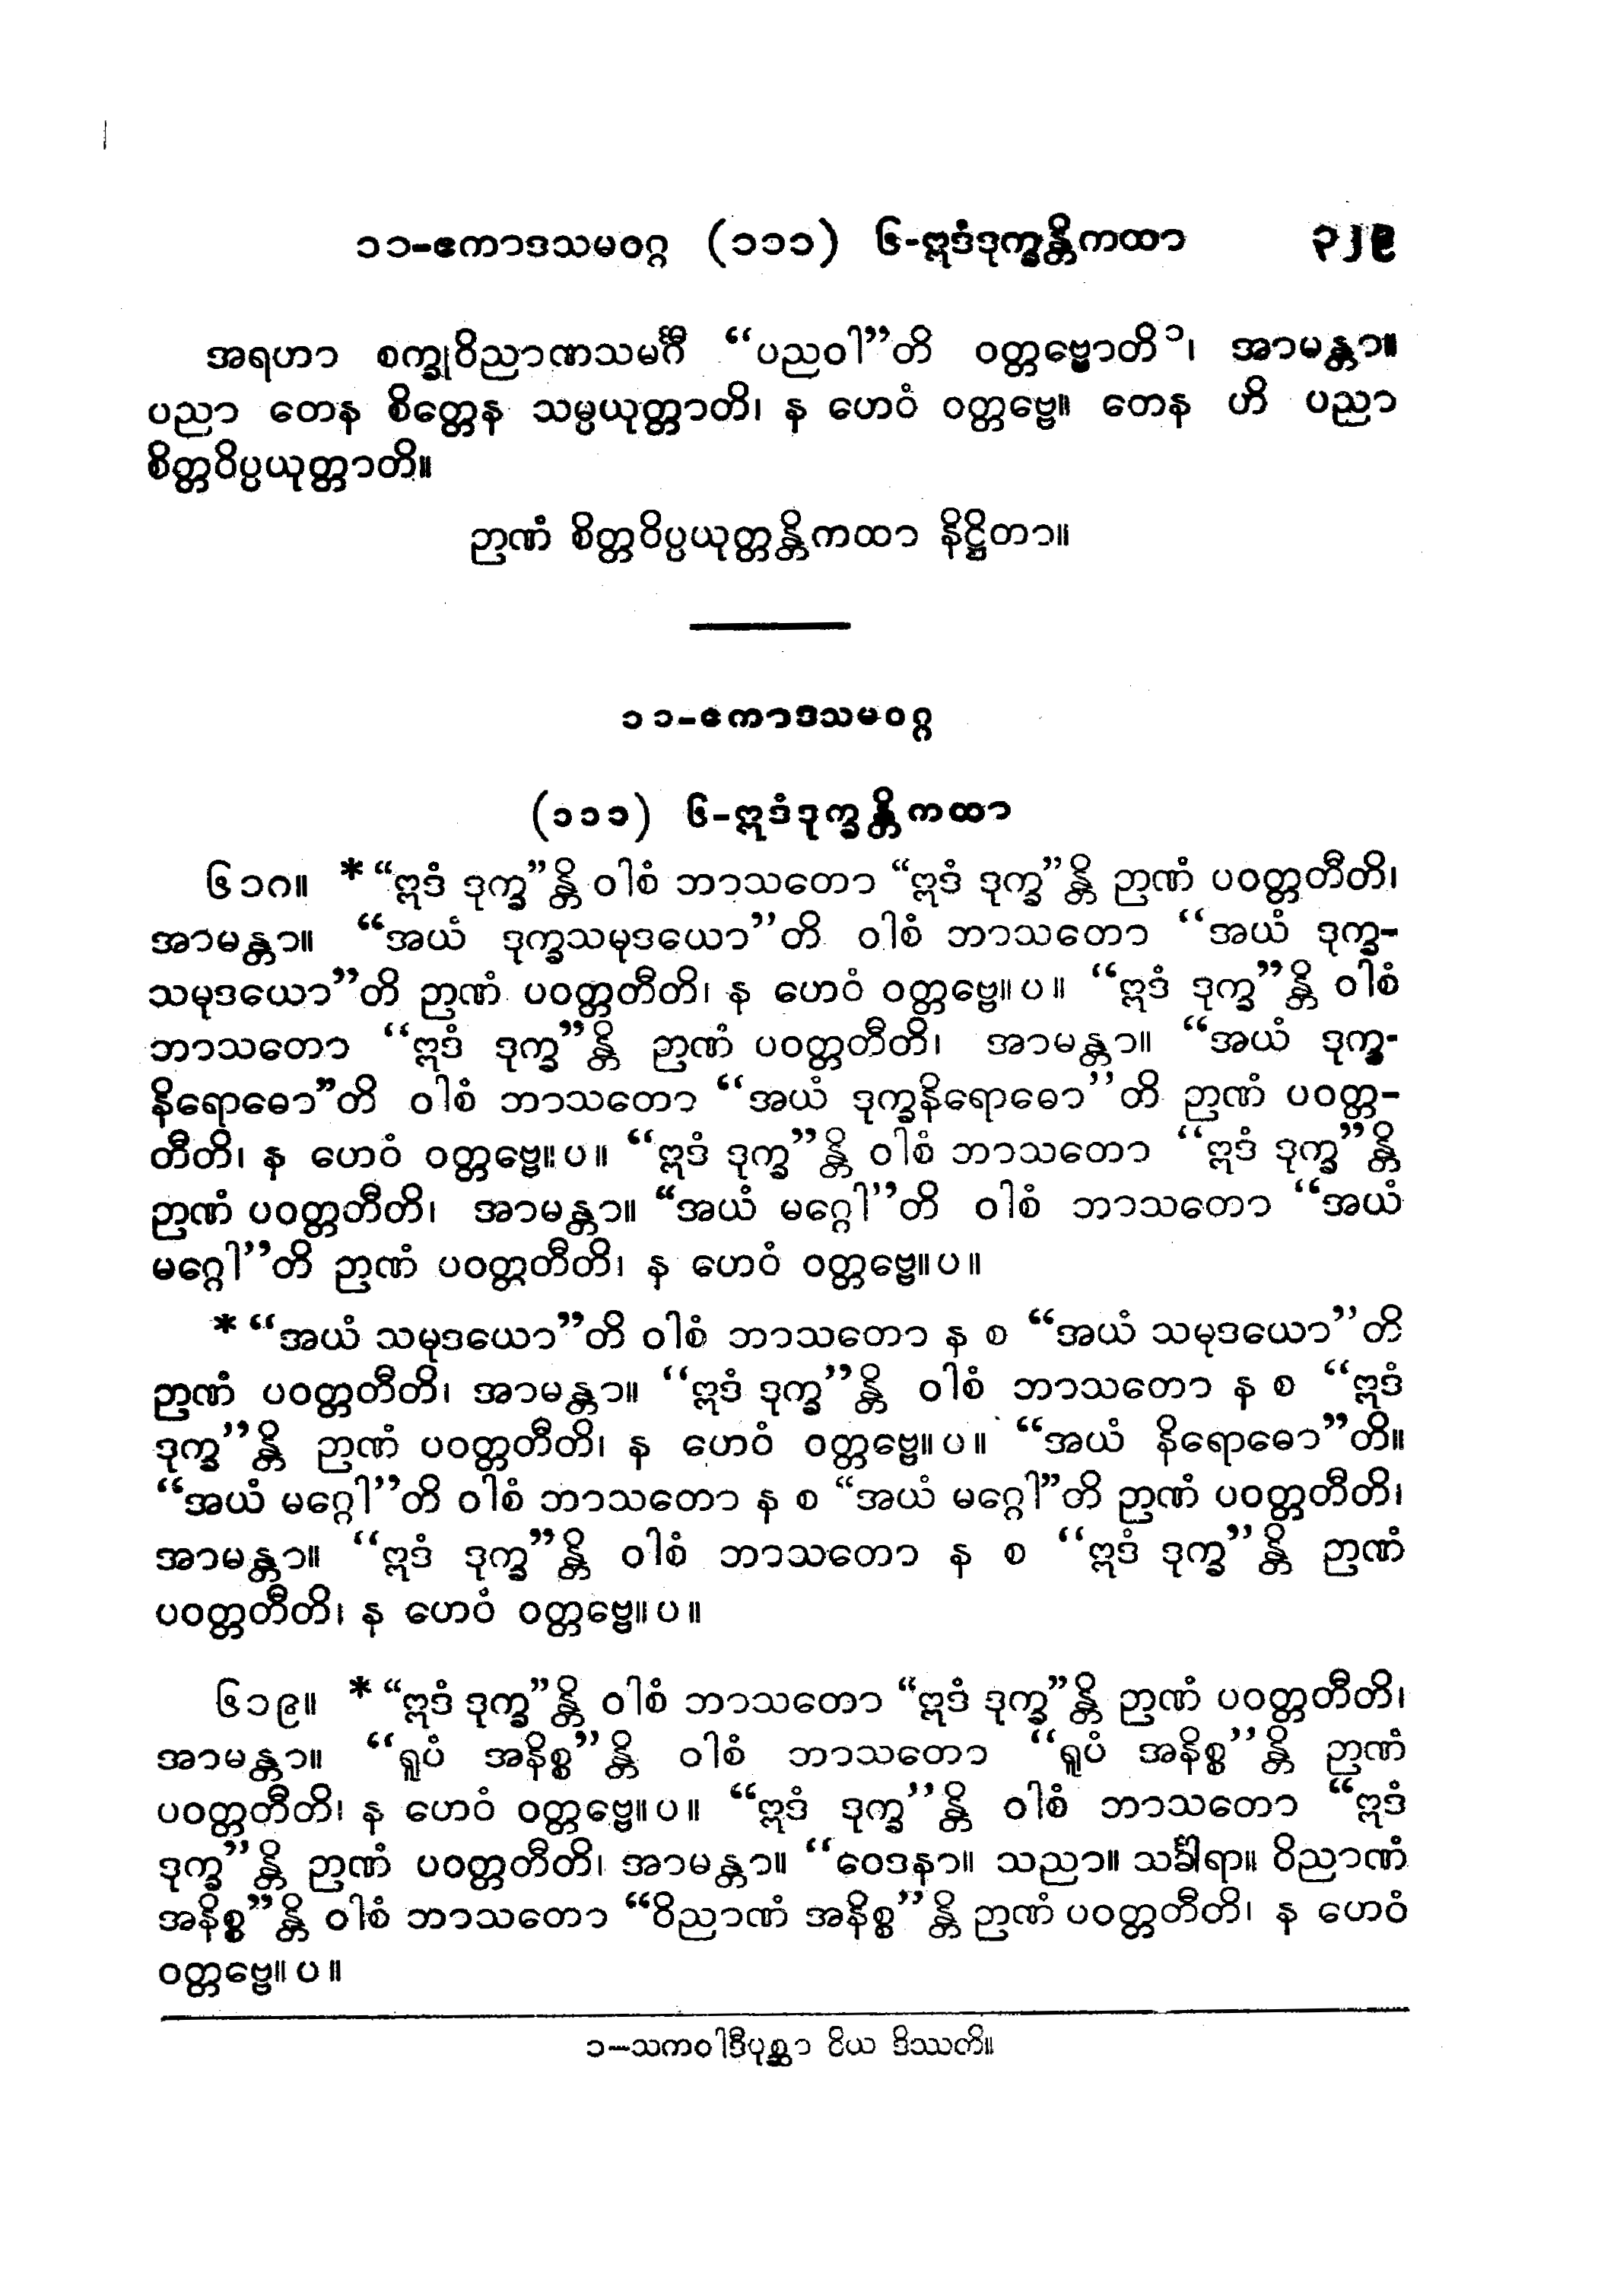 ၁၁-ဧကာဒသမဝဂ္ဂ (၁၁၁) ၆-ဣဒံဒုက္ခန္တိကထာ ၃၂၉
အရဟာ စက္ခုဝိညာဏသမင်္ဂီ “ပညဝါ”တိ ဝတ္တဗ္ဗောတိ၁၊ အာမန္တာ။
ပညာ တေန စိတ္တေန သမ္ပယုတ္တာတိ၊ န ဟေဝံ ဝတ္တဗ္ဗေ။ တေန ဟိ ပညာ
စိတ္တဝိပ္ပယုတ္တာတိ။
ဉာဏံ စိတ္တဝိပ္ပယုတ္တန္တိကထာ နိဋ္ဌိတာ။
၁၁-ဧကာဒသမဝဂ္ဂ
(၁၁၁) ၆-ဣဒံဒုက္ခန္တိကထာ
၆၁၈။ *“ဣဒံ ဒုက္ခ”န္တိ ဝါစံ ဘာသတော “ဣဒံ ဒုက္ခ”န္တိ ဉာဏံ ပဝတ္တတီတိ၊
အာမန္တာ။ “အယံ ဒုက္ခသမုဒယော”တိ ဝါစံ ဘာသတော “အယံ ဒုက္ခ-
သမုဒယော”တိ ဉာဏံ ပဝတ္တတီတိ၊ န ဟေဝံ ဝတ္တဗ္ဗေ။ပ။ “ဣဒံ ဒုက္ခ”န္တိ ဝါစံ
ဘာသတော “ဣဒံ ဒုက္ခ”န္တိ ဉာဏံ ပဝတ္တတီတိ၊ အာမန္တာ။ “အယံ ဒုက္ခ-
နိရောဓော”တိ ဝါစံ ဘာသတော “အယံ ဒုက္ခနိရောဓော”တိ ဉာဏံ ပဝတ္တ-
တီတိ၊ န ဟေဝံ ဝတ္တဗ္ဗေ။ပ။ “ဣဒံ ဒုက္ခ”န္တိ ဝါစံ ဘာသတော “ဣဒံ ဒုက္ခ”န္တိ
ဉာဏံ ပဝတ္တတီတိ၊ အာမန္တာ။ “အယံ မဂ္ဂေါ”တိ ဝါစံ ဘာသတော “အယံ
မဂ္ဂေါ”တိ ဉာဏံ ပဝတ္တတီတိ၊ န ဟေဝံ ဝတ္တဗ္ဗေ။ပ။
*“အယံ သမုဒယော”တိ ဝါစံ ဘာသတော န စ “အယံ သမုဒယော”တိ
ဉာဏံ ပဝတ္တတီတိ၊ အာမန္တာ။ “ဣဒံ ဒုက္ခ”န္တိ ဝါစံ ဘာသတော န စ “ဣဒံ
ဒုက္ခ”န္တိ ဉာဏံ ပဝတ္တတီတိ၊ န ဟေဝံ ဝတ္တဗ္ဗေ။ပ။ “အယံ နိရောဓော”တိ။
“အယံ မဂ္ဂေါ”တိ ဝါစံ ဘာသတော န စ “အယံ မဂ္ဂေါ”တိ ဉာဏံ ပဝတ္တတီတိ၊
အာမန္တာ။ “ဣဒံ ဒုက္ခ”န္တိ ဝါစံ ဘာသတော န စ “ဣဒံ ဒုက္ခ”န္တိ ဉာဏံ
ပဝတ္တတီတိ၊ န ဟေဝံ ဝတ္တဗ္ဗေ။ပ။
၆၁၉။ *“ဣဒံ ဒုက္ခ”န္တိ ဝါစံ ဘာသတော “ဣဒံ ဒုက္ခ”န္တိ ဉာဏံ ပဝတ္တတီတိ၊
အာမန္တာ။ “ရူပံ အနိစ္စ”န္တိ ဝါစံ ဘာသတော “ရူပံ အနိစ္စ”န္တိ ဉာဏံ
ပဝတ္တတီတိ၊ န ဟေဝံ ဝတ္တဗ္ဗေ။ပ။ “ဣဒံ ဒုက္ခ”န္တိ ဝါစံ ဘာသတော “ဣဒံ
ဒုက္ခ”န္တိ ဉာဏံ ပဝတ္တတီတိ၊ အာမန္တာ။ “ဝေဒနာ။ သညာ။ သင်္ခါရာ။ ဝိညာဏံ
အနိစ္စ”န္တိ ဝါစံ ဘာသတော “ဝိညာဏံ အနိစ္စ”န္တိ ဉာဏံ ပဝတ္တတီတိ၊ န ဟေဝံ
ဝတ္တဗ္ဗေ။ပ။
၁–သကဝါဒီပုစ္ဆာ ဝိယ ဒိဿတိ။